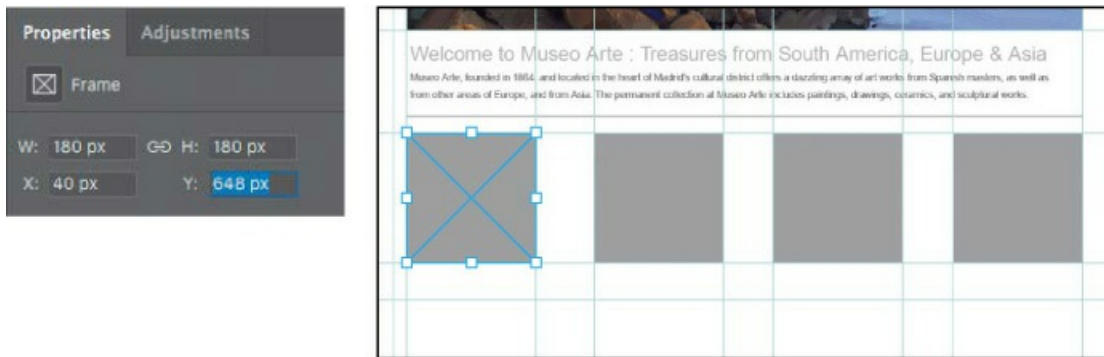 Properties Adjustments
Frame
W: 180 px H: 180 px
X: 40 px Y: 648 px
Welcome to Museo Arte : Treasures from South America, Europe & Asia
Museo Arte, founded in 1864, and located in the heart of Madrid's cultural district offers a dazzling array of art works from Spanish masters, as well as
from other areas of Europe, and from Asia. The permanent collection at Museo Arte includes paintings, drawings, ceramics, and sculptural works.